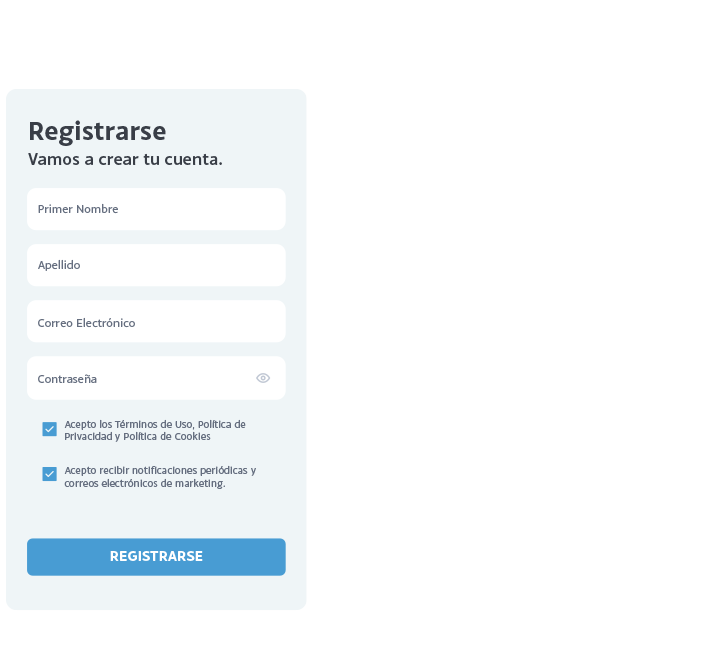 Registrarse
Vamos a crear tu cuenta.
Primer Nombre
Apellido
Correo Electrónico
Contraseña
Acepto los Términos de Uso, Política de
Privacidad y Política de Cookies
Acepto recibir notificaciones periódicas y
correos electrónicos de marketing.
REGISTRARSE